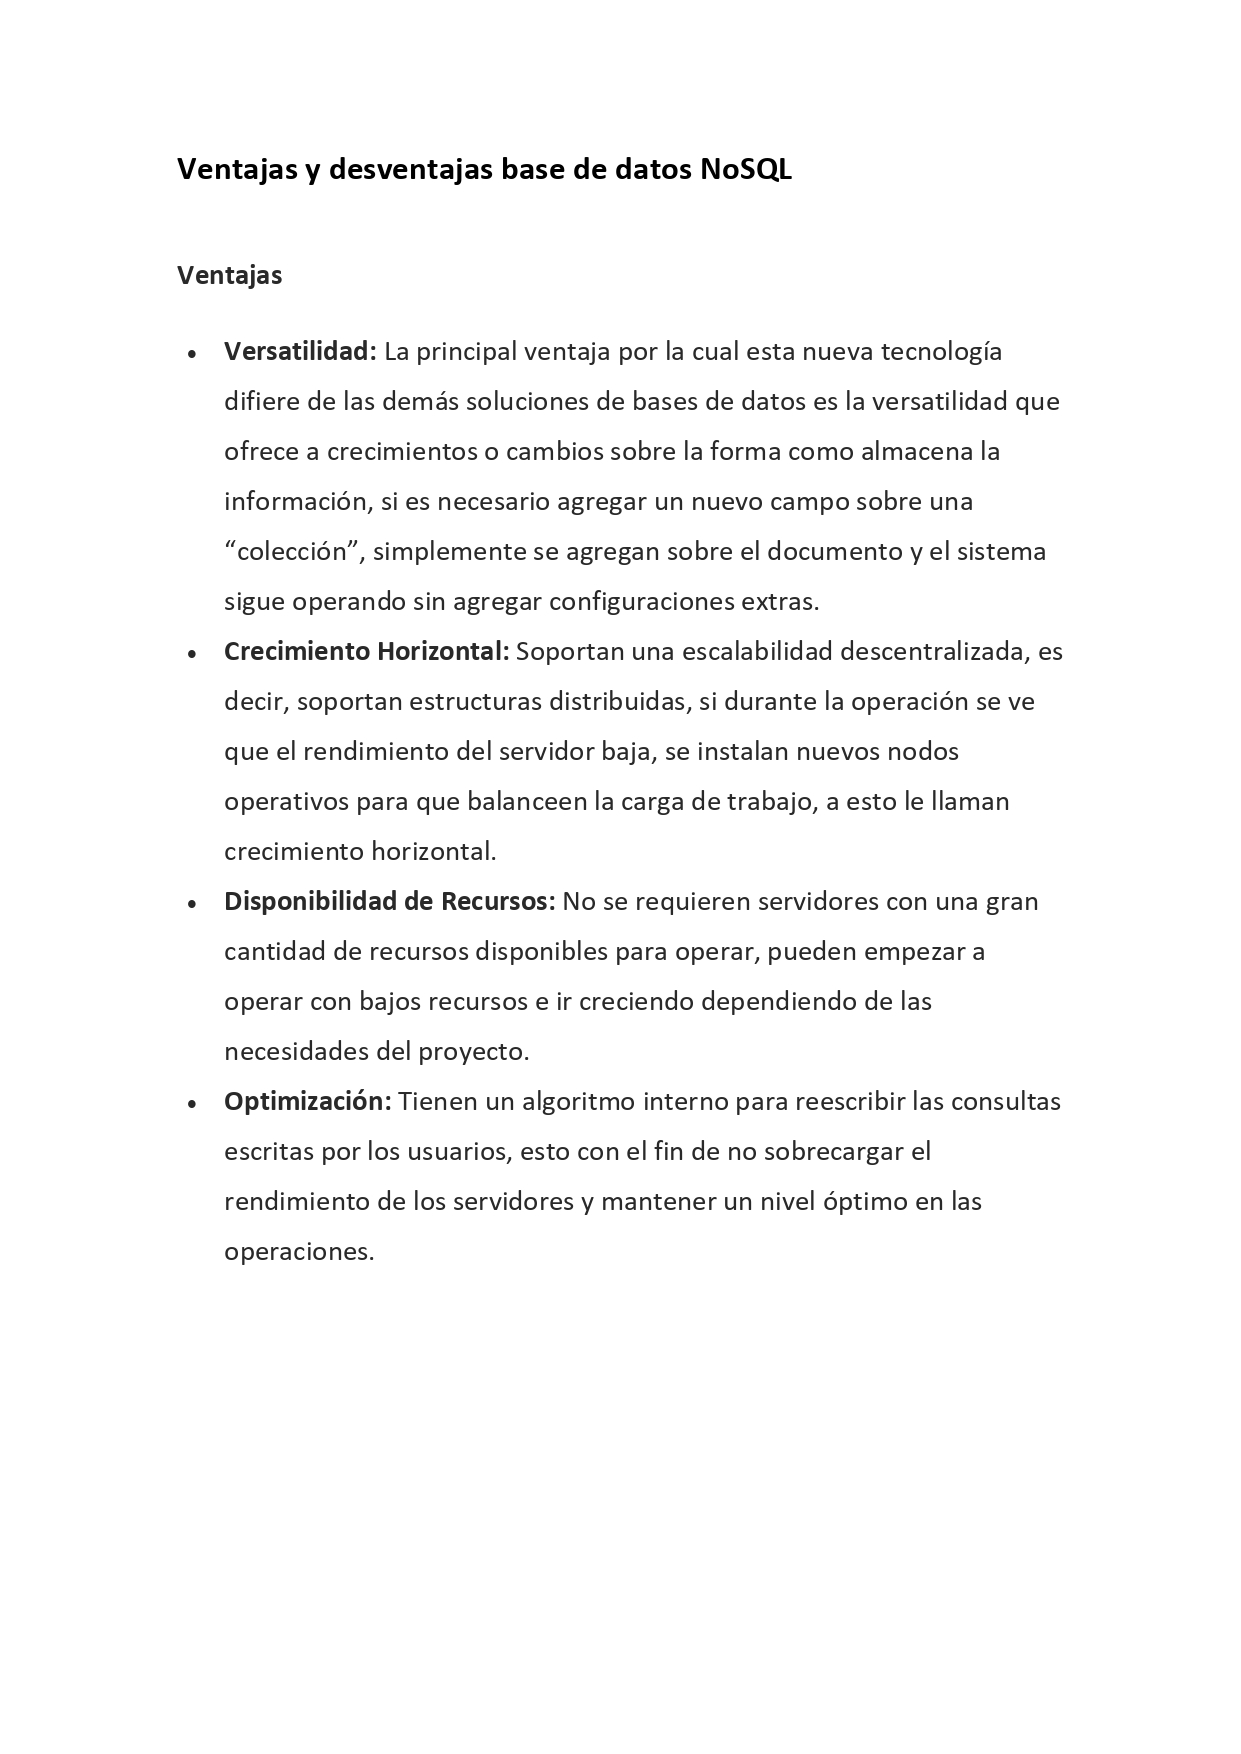 Ventajas y desventajas base de datos NoSQL
Ventajas
• Versatilidad: La principal ventaja por la cual esta nueva tecnología
difiere de las demás soluciones de bases de datos es la versatilidad que
ofrece a crecimientos o cambios sobre la forma como almacena la
información, si es necesario agregar un nuevo campo sobre una
“colección”, simplemente se agregan sobre el documento y el sistema
sigue operando sin agregar configuraciones extras.
• Crecimiento Horizontal: Soportan una escalabilidad descentralizada, es
decir, soportan estructuras distribuidas, si durante la operación se ve
que el rendimiento del servidor baja, se instalan nuevos nodos
operativos para que balanceen la carga de trabajo, a esto le llaman
crecimiento horizontal.
• Disponibilidad de Recursos: No se requieren servidores con una gran
cantidad de recursos disponibles para operar, pueden empezar a
operar con bajos recursos e ir creciendo dependiendo de las
necesidades del proyecto.
• Optimización: Tienen un algoritmo interno para reescribir las consultas
escritas por los usuarios, esto con el fin de no sobrecargar el
rendimiento de los servidores y mantener un nivel óptimo en las
operaciones.